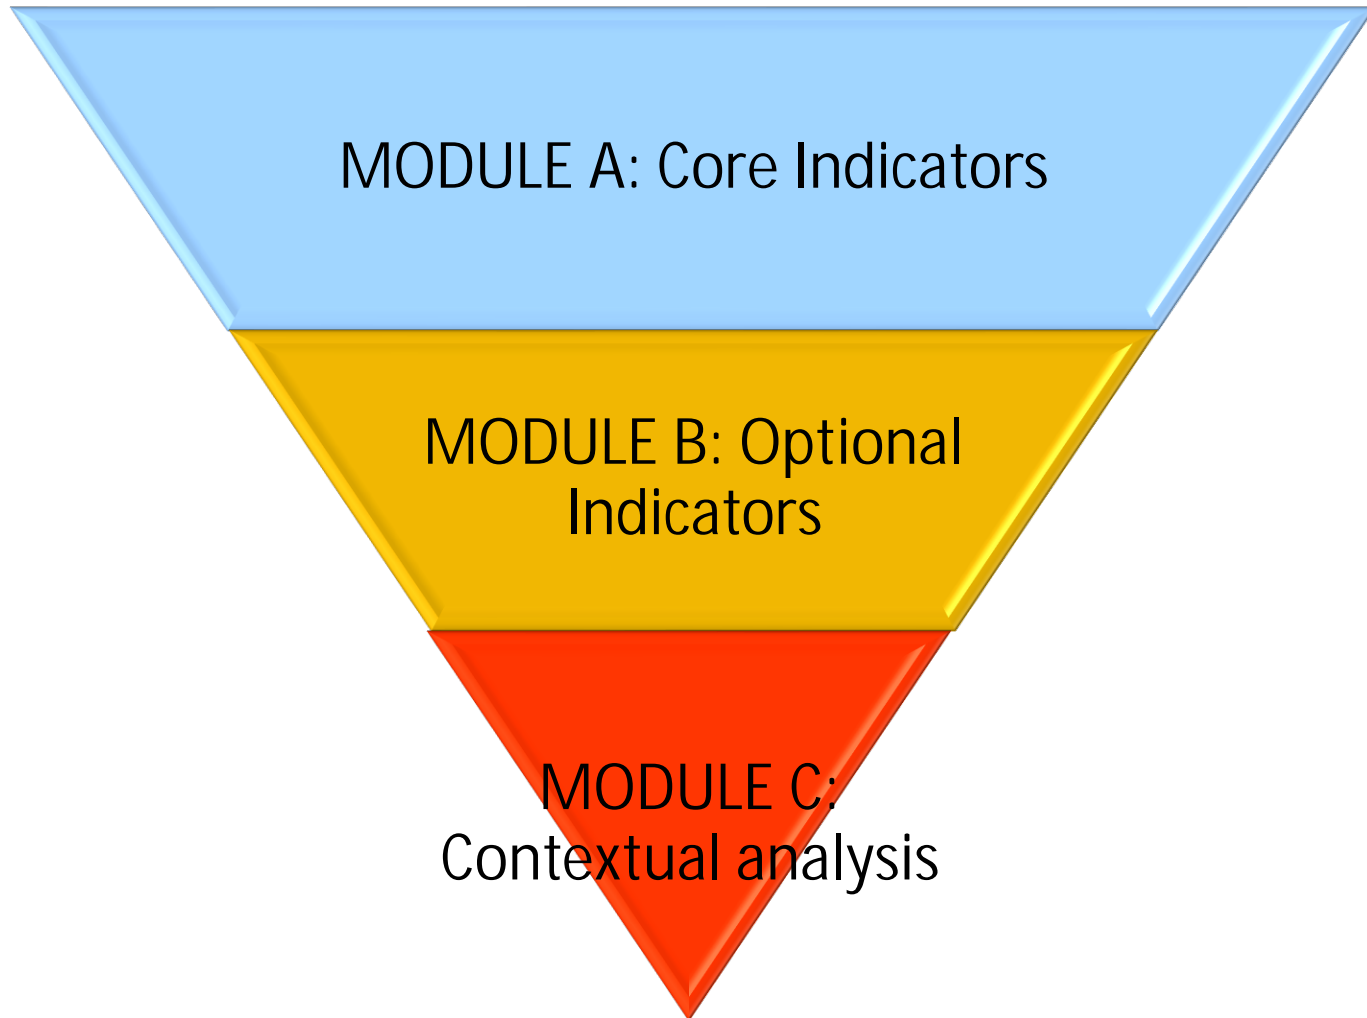 MODULE A: Core Indicators
MODULE B: Optional
Indicators
MODULE C:
Contextual analysis